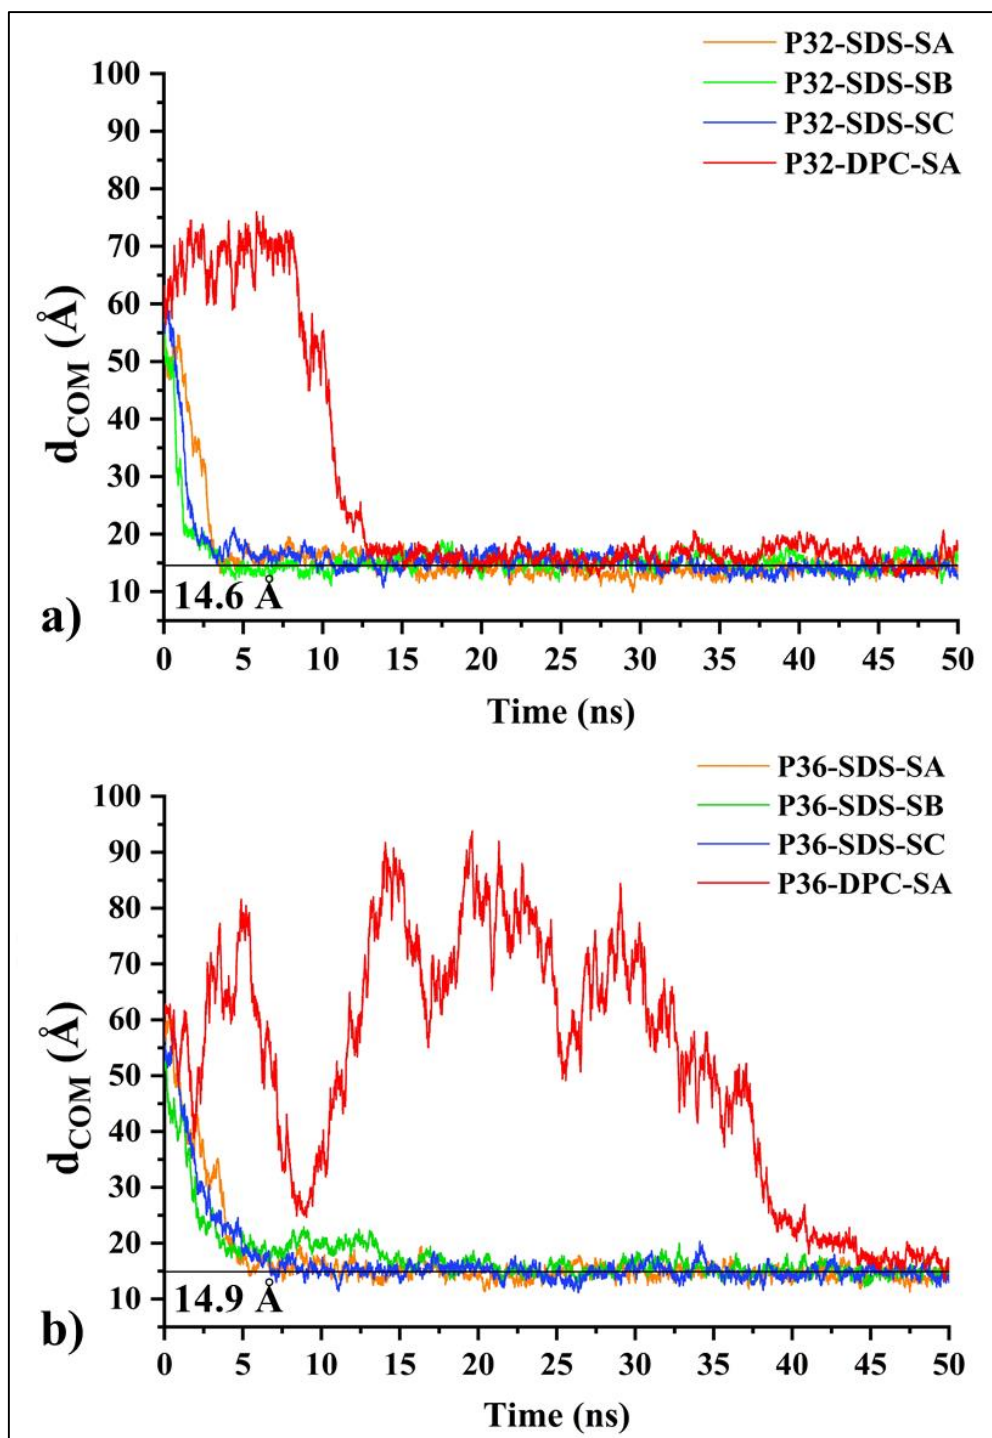 P32-SDS-SA
P32-SDS-SB
P32-SDS-SC
P32-DPC-SA
100
90
80
70
60
50
40
30
20
10
d_COM (Å)
14.6 Å
a)
0 5 10 15 20 25 30 35 40 45 50
Time (ns)
P36-SDS-SA
P36-SDS-SB
P36-SDS-SC
P36-DPC-SA
100
90
80
70
60
50
40
30
20
10
d_COM (Å)
14.9 Å
b)
0 5 10 15 20 25 30 35 40 45 50
Time (ns)